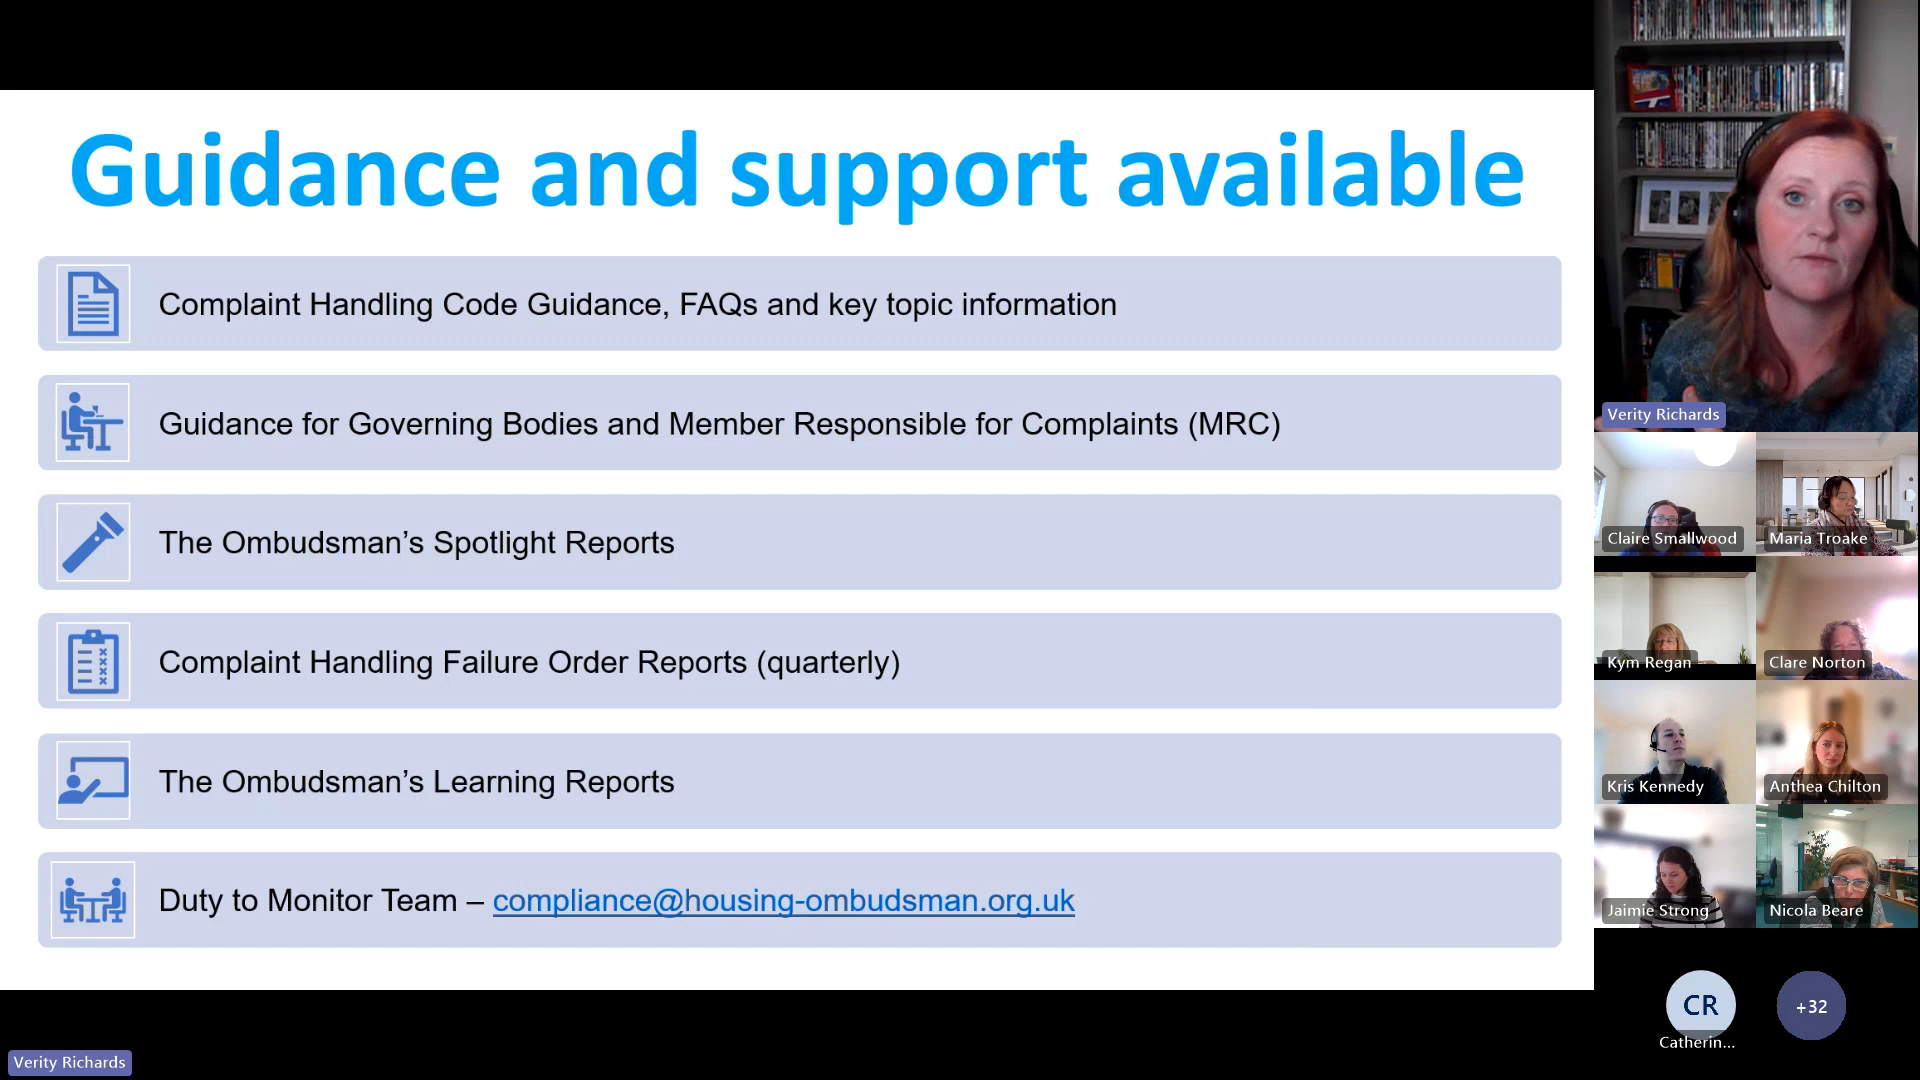 Guidance and support available
Complaint Handling Code Guidance, FAQs and key topic information
Guidance for Governing Bodies and Member Responsible for Complaints (MRC)
The Ombudsman’s Spotlight Reports
Complaint Handling Failure Order Reports (quarterly)
The Ombudsman’s Learning Reports
Duty to Monitor Team – compliance@housing-ombudsman.org.uk
Verity Richards
Verity Richards
Claire Smallwood
Maria Troake
Kym Regan
Clare Norton
Kris Kennedy
Anthea Chilton
Jaimie Strong
Nicola Beare
CR
+32
Catherin...